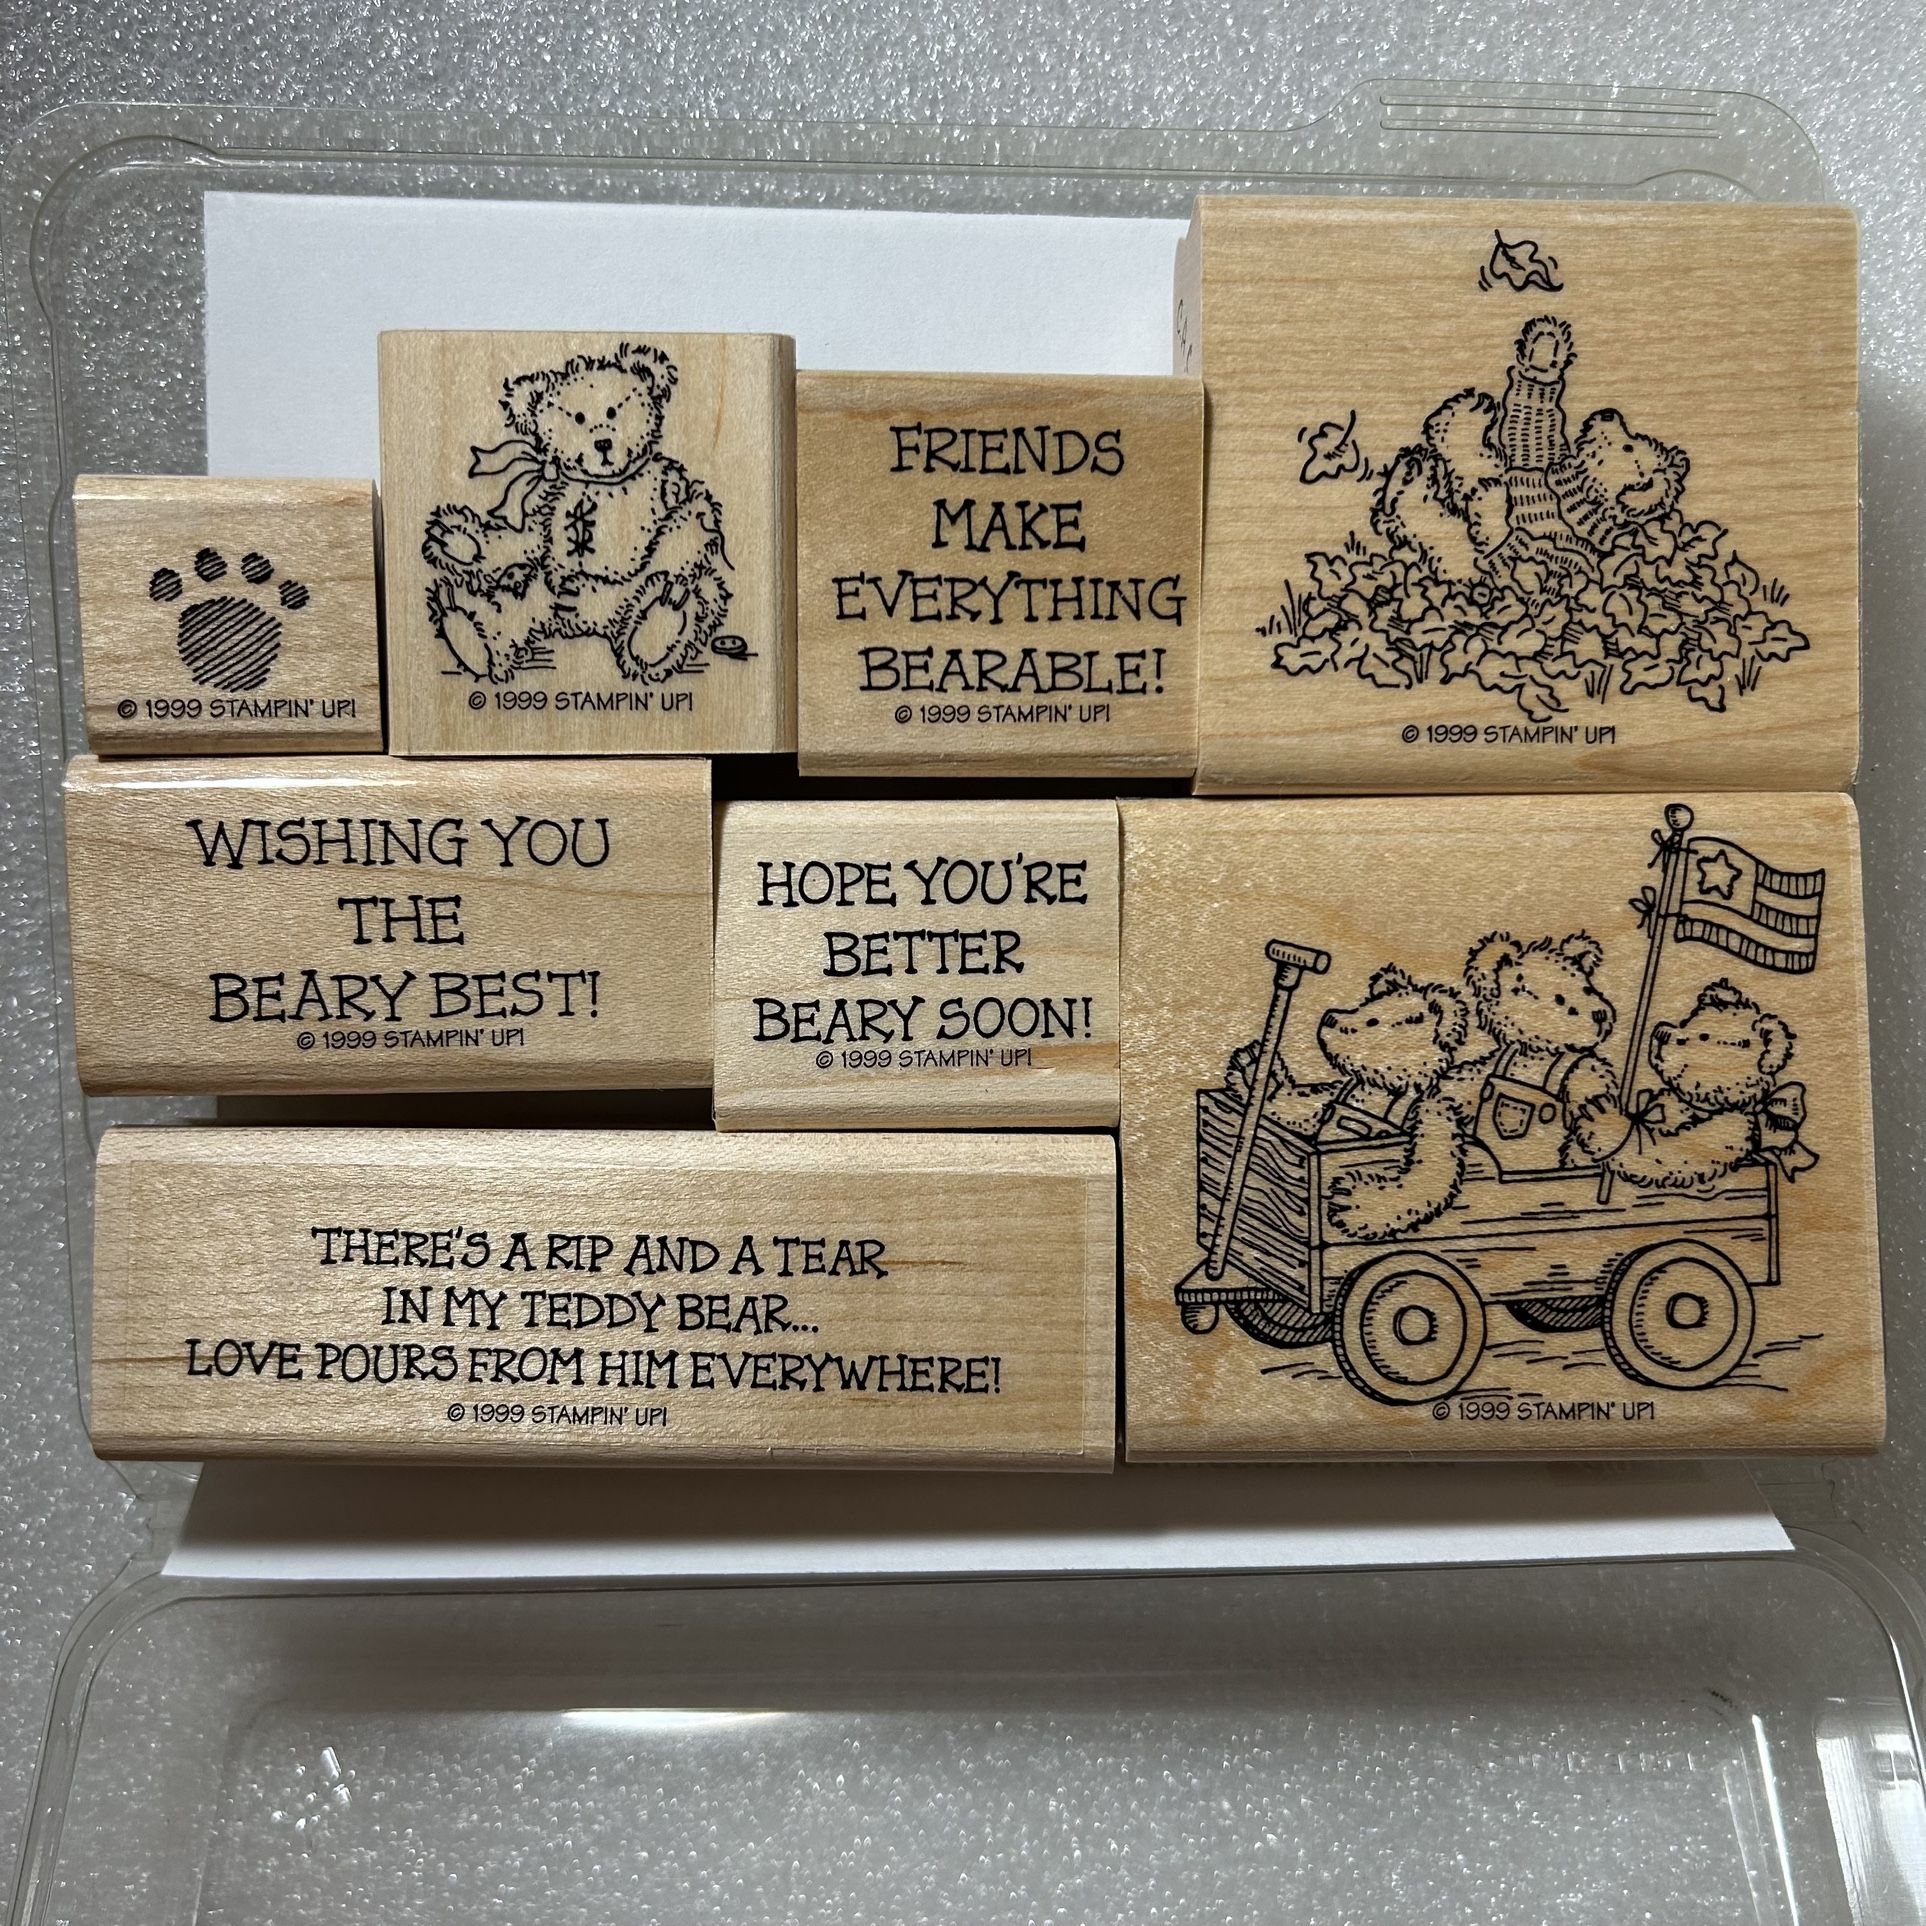 © 1999 STAMPIN' UP!
© 1999 STAMPIN' UP!
FRIENDS
MAKE
EVERYTHING
BEARABLE!
© 1999 STAMPIN' UP!
© 1999 STAMPIN' UP!
WISHING YOU
THE
BEARY BEST!
© 1999 STAMPIN' UP!
HOPE YOU'RE
BETTER
BEARY SOON!
© 1999 STAMPIN' UP!
THERE'S A RIP AND A TEAR
IN MY TEDDY BEAR...
LOVE POURS FROM HIM EVERYWHERE!
© 1999 STAMPIN' UP!
© 1999 STAMPIN' UP!